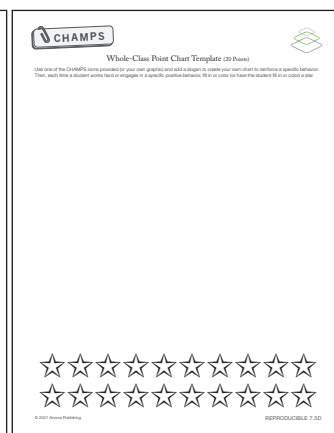 CHAMPS
Whole-Class Point Chart Template (20 Points)
Use one of the CHAMPS icons provided (or your own graphic) and add a slogan to create your own chart to reinforce a specific behavior.
Then, each time a student works hard or engages in a specific positive behavior, fill in or color (or have the student fill in or color) a star.
© 2021 Ancora Publishing
REPRODUCIBLE 7.5D